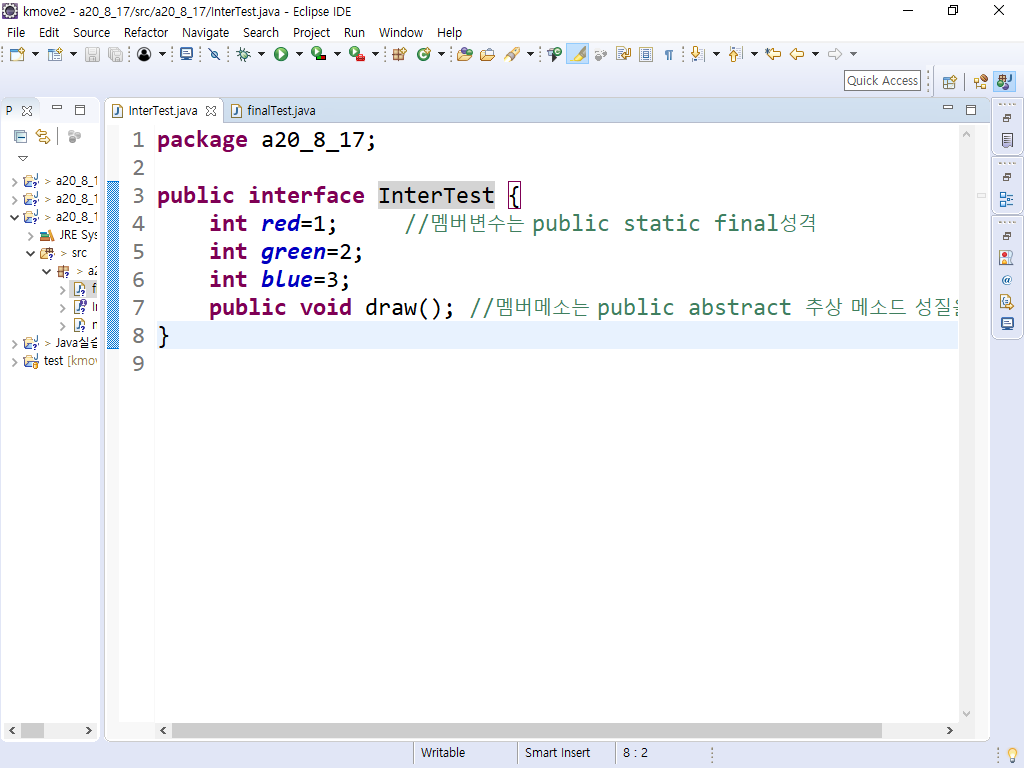 kmove2 - a20_8_17/src/a20_8_17/InterTest.java - Eclipse IDE
File Edit Source Refactor Navigate Search Project Run Window Help
Quick Access
P
InterTest.java
finalTest.java
> a20_8_1
> a20_8_1
> a20_8_1
JRE Sys
> src
> Java실습
test [kmov
1 package a20_8_17;
2
3 public interface InterTest {
4 int red=1; //멤버변수는 public static final성격
5 int green=2;
6 int blue=3;
7 public void draw(); //멤버메소는 public abstract 추상 메소드 성질을
8 }
9
Writable
Smart Insert
8 : 2